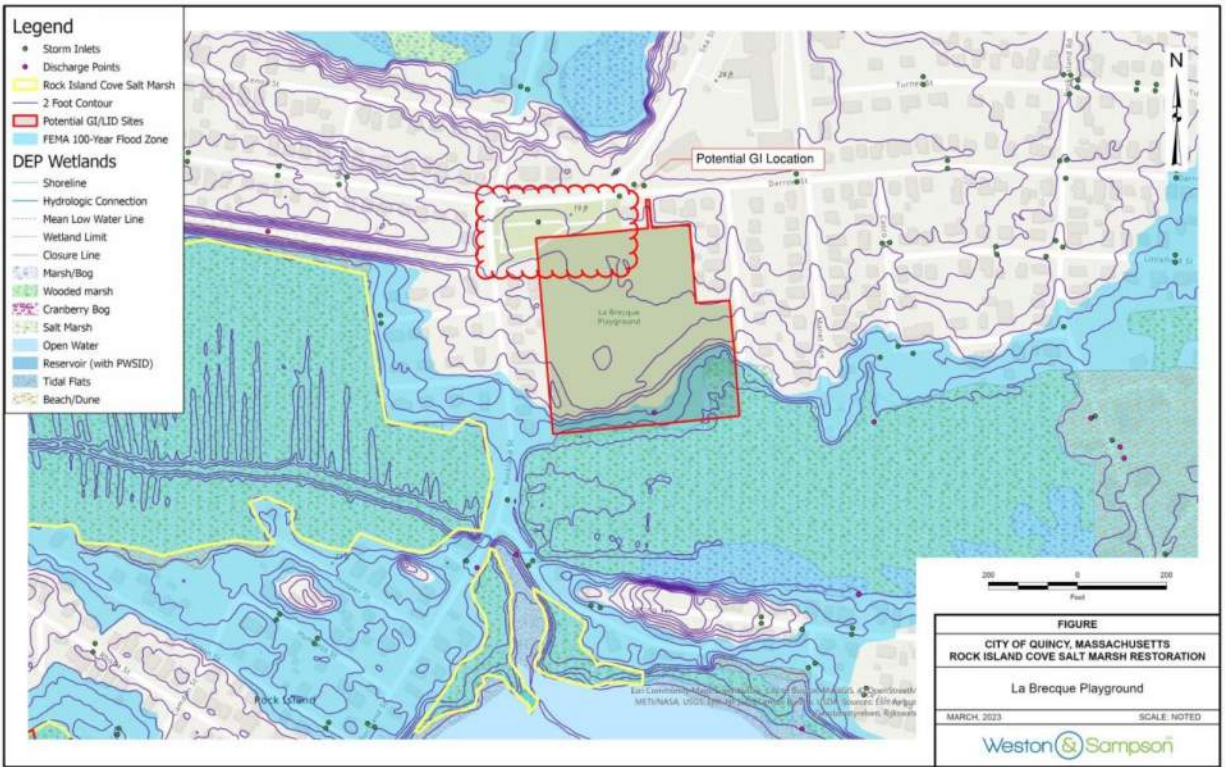 Legend
Storm Inlets
Discharge Points
Rock Island Cove Salt Marsh
2 Foot Contour
Potential GI/LID Sites
FEMA 100-Year Flood Zone
DEP Wetlands
Shoreline
Hydrologic Connection
Mean Low Water Line
Wetland Limit
Closure Line
Marsh/Bog
Wooded marsh
Cranberry Bog
Salt Marsh
Open Water
Reservoir (with PWSID)
Tidal Flats
Beach/Dune
N
Sea St
Turner St
Potential GI Location
La Brecque
Playground
Rock Island
200 0 200
Feet
FIGURE
CITY OF QUINCY, MASSACHUSETTS
ROCK ISLAND COVE SALT MARSH RESTORATION
La Brecque Playground
MARCH, 2023 SCALE: NOTED
Weston & Sampson